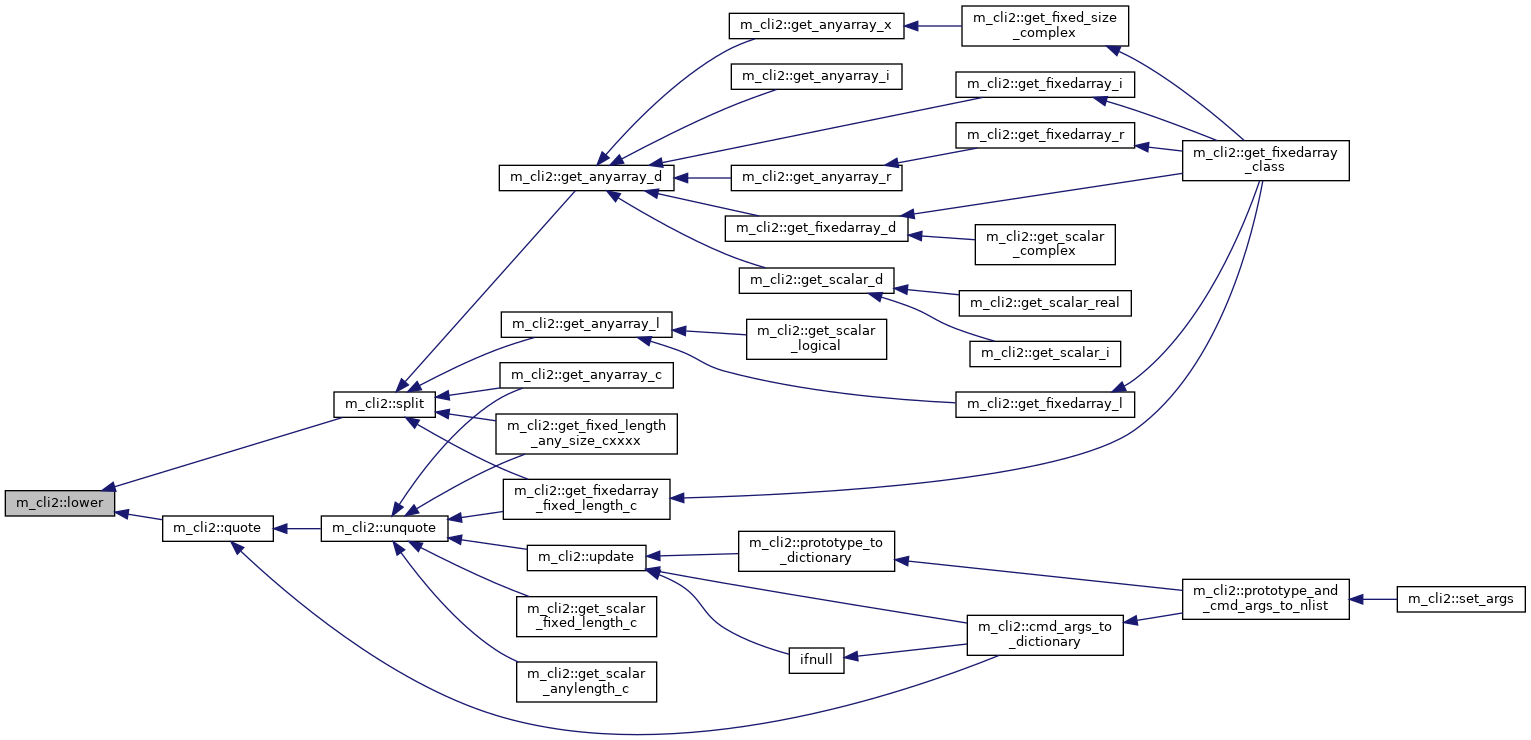 m_cli2::get_anyarray_x
m_cli2::get_fixed_size
_complex
m_cli2::get_anyarray_i
m_cli2::get_fixedarray_i
m_cli2::get_fixedarray_r
m_cli2::get_fixedarray
_class
m_cli2::get_anyarray_d
m_cli2::get_anyarray_r
m_cli2::get_fixedarray_d
m_cli2::get_scalar
_complex
m_cli2::get_scalar_d
m_cli2::get_scalar_real
m_cli2::get_anyarray_l
m_cli2::get_scalar
_logical
m_cli2::get_scalar_i
m_cli2::get_anyarray_c
m_cli2::split
m_cli2::get_fixedarray_l
m_cli2::get_fixed_length
_any_size_cxxxx
m_cli2::lower
m_cli2::get_fixedarray
_fixed_length_c
m_cli2::quote
m_cli2::unquote
m_cli2::update
m_cli2::prototype_to
_dictionary
m_cli2::prototype_and
_cmd_args_to_nlist
m_cli2::set_args
m_cli2::get_scalar
_fixed_length_c
m_cli2::cmd_args_to
_dictionary
ifnull
m_cli2::get_scalar
_anylength_c